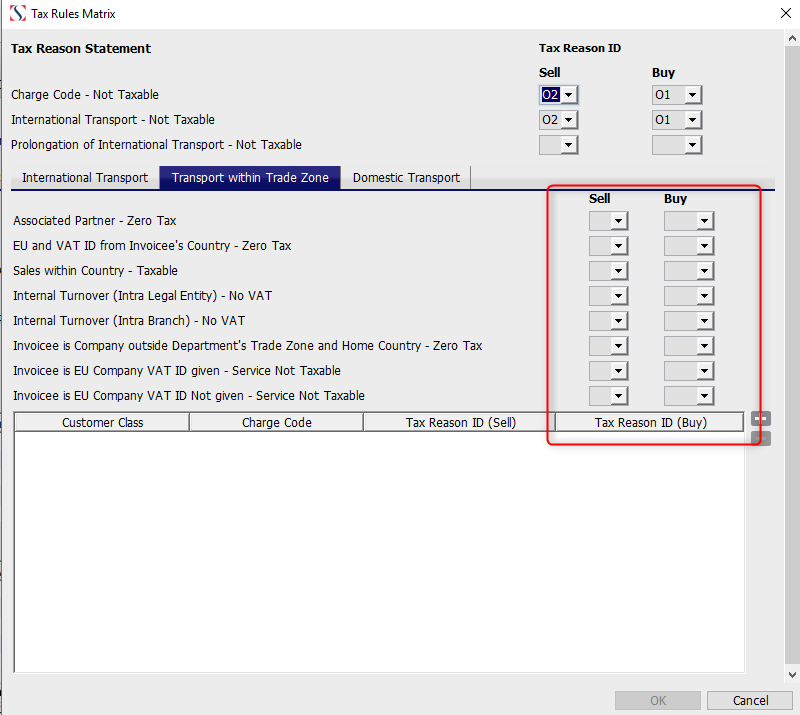 Tax Rules Matrix
Tax Reason Statement Tax Reason ID
Sell Buy
Charge Code - Not Taxable O2 O1
International Transport - Not Taxable O2 O1
Prolongation of International Transport - Not Taxable
International Transport Transport within Trade Zone Domestic Transport
Sell Buy
Associated Partner - Zero Tax
EU and VAT ID from Invoicee's Country - Zero Tax
Sales within Country - Taxable
Internal Turnover (Intra Legal Entity) - No VAT
Internal Turnover (Intra Branch) - No VAT
Invoicee is Company outside Department's Trade Zone and Home Country - Zero Tax
Invoicee is EU Company VAT ID given - Service Not Taxable
Invoicee is EU Company VAT ID Not given - Service Not Taxable
Customer Class Charge Code Tax Reason ID (Sell) Tax Reason ID (Buy)
OK Cancel